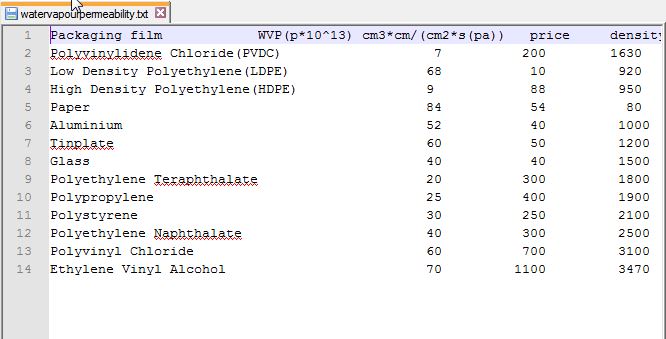 watervapourpermeability.txt
1 Packaging film WVP(p*10^13) cm3*cm/(cm2*s(pa)) price density
2 Polyvinylidene Chloride(PVDC) 7 200 1630
3 Low Density Polyethylene(LDPE) 68 10 920
4 High Density Polyethylene(HDPE) 9 88 950
5 Paper 84 54 80
6 Aluminium 52 40 1000
7 Tinplate 60 50 1200
8 Glass 40 40 1500
9 Polyethylene Teraphthalate 20 300 1800
10 Polypropylene 25 400 1900
11 Polystyrene 30 250 2100
12 Polyethylene Naphthalate 40 300 2500
13 Polyvinyl Chloride 60 700 3100
14 Ethylene Vinyl Alcohol 70 1100 3470